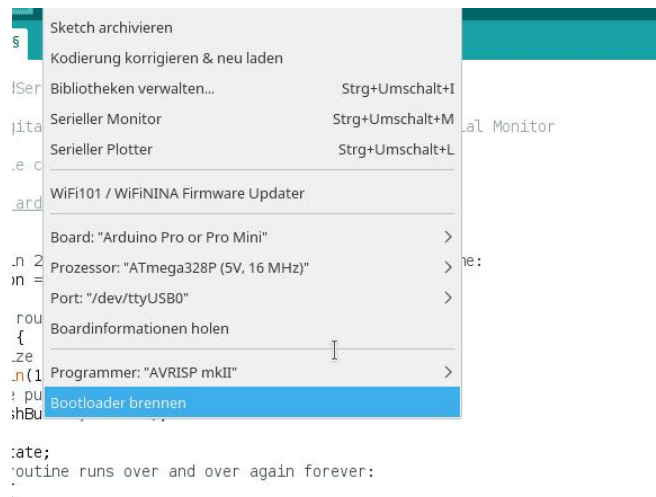 §
Sketch archivieren
Kodierung korrigieren & neu laden
Bibliotheken verwalten... Strg+Umschalt+I
Serieller Monitor Strg+Umschalt+M
al Monitor
Serieller Plotter Strg+Umschalt+L
WiFi101 / WiFiNINA Firmware Updater
Board: "Arduino Pro or Pro Mini"
Prozessor: "ATmega328P (5V, 16 MHz)"
Port: "/dev/ttyUSB0"
Boardinformationen holen
{
Programmer: "AVRISP mkII"
Bootloader brennen
tate;
routine runs over and over again forever: